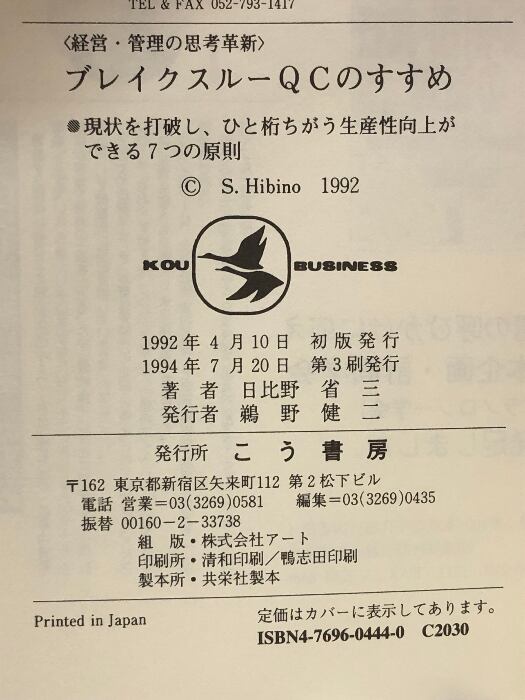 TEL & FAX 052-793-1417
〈経営・管理の思考革新〉
ブレイクスルーQCのすすめ
●現状を打破し、ひと桁ちがう生産性向上が
できる7つの原則
© S. Hibino 1992
KOU BUSINESS
1992年4月10日 初版発行
1994年7月20日 第3刷発行
著者 日比野省三
発行者 鵜野健二
発行所 こう書房
〒162 東京都新宿区矢来町112 第2松下ビル
電話 営業=03(3269)0581 編集=03(3269)0435
振替 00160-2-33738
組版・株式会社アート
印刷所・清和印刷/鴨志田印刷
製本所・共栄社製本
Printed in Japan
定価はカバーに表示してあります。
ISBN4-7696-0444-0 C2030